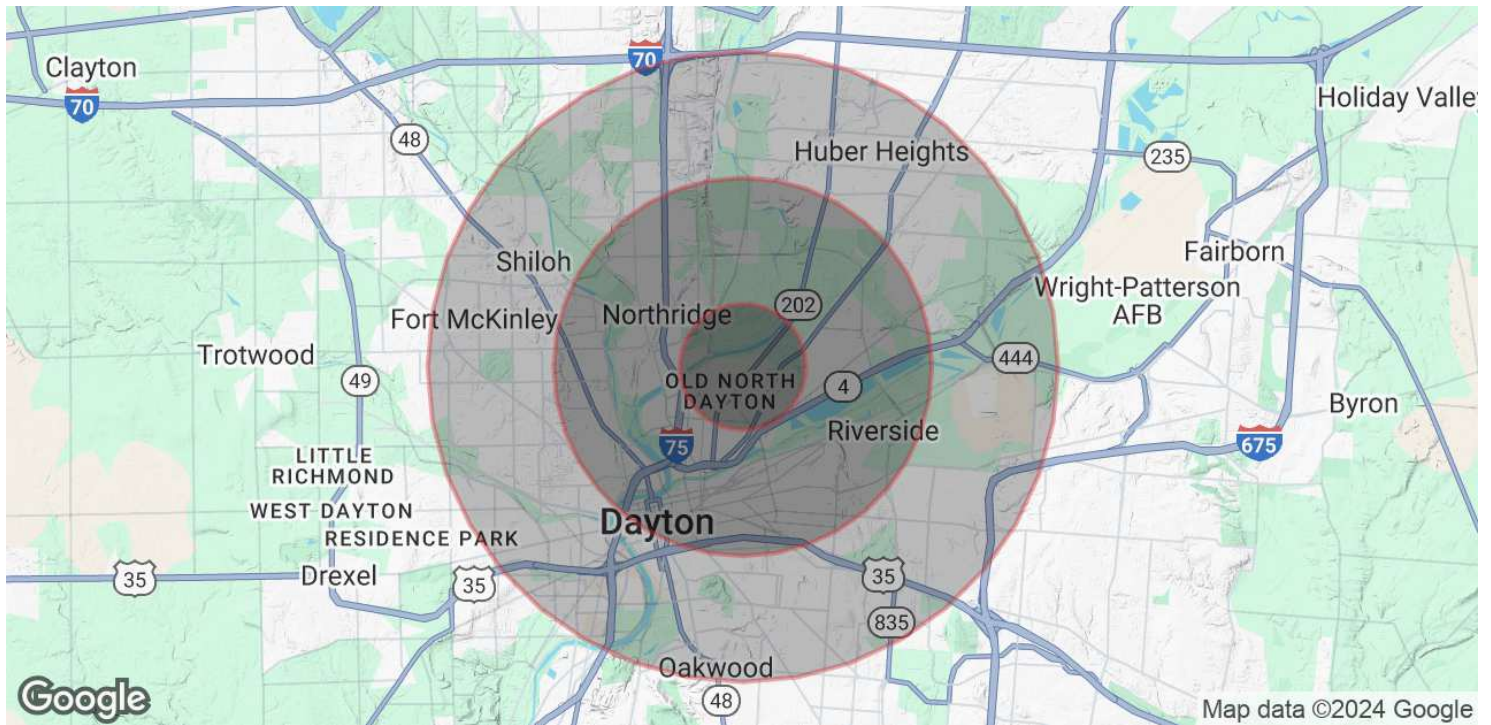 70
Clayton
70
Holiday Valley
48
Huber Heights
235
Shiloh
Fairborn
Wright-Patterson
AFB
202
Northridge
Fort McKinley
Trotwood
444
49
OLD NORTH
DAYTON
4
Byron
Riverside
75
675
LITTLE
RICHMOND
WEST DAYTON
Dayton
RESIDENCE PARK
35
Drexel
35
35
835
Oakwood
48
Google
Map data ©2024 Google